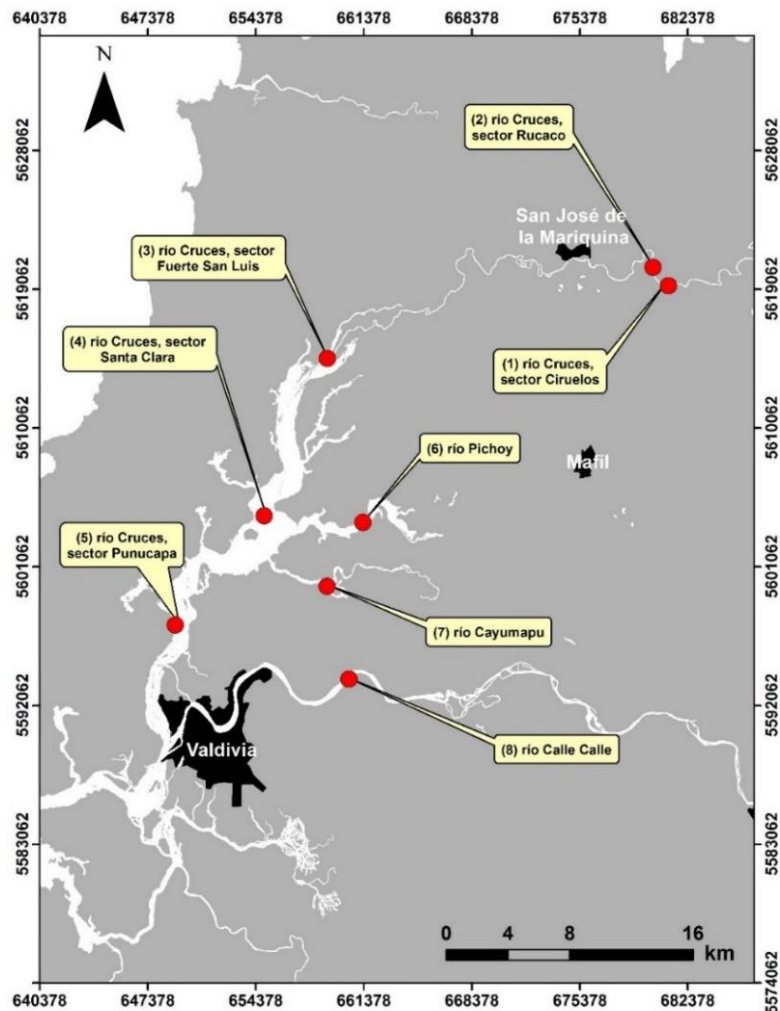 640378 647378 654378 661378 668378 675378 682378
N
5628062
5619062
5610062
5601062
5592062
5583062
5574062
(2) río Cruces,
sector Rucaco
San José de
la Mariquina
(3) río Cruces, sector
Fuerte San Luis
(4) río Cruces, sector
Santa Clara
(1) río Cruces,
sector Ciruelos
(6) río Pichoy
Mafil
(5) río Cruces,
sector Punucapa
(7) río Cayumapu
Valdivia
(8) río Calle Calle
0 4 8 16
km
5628062
5619062
5610062
5601062
5592062
5583062
5574062
640378 647378 654378 661378 668378 675378 682378